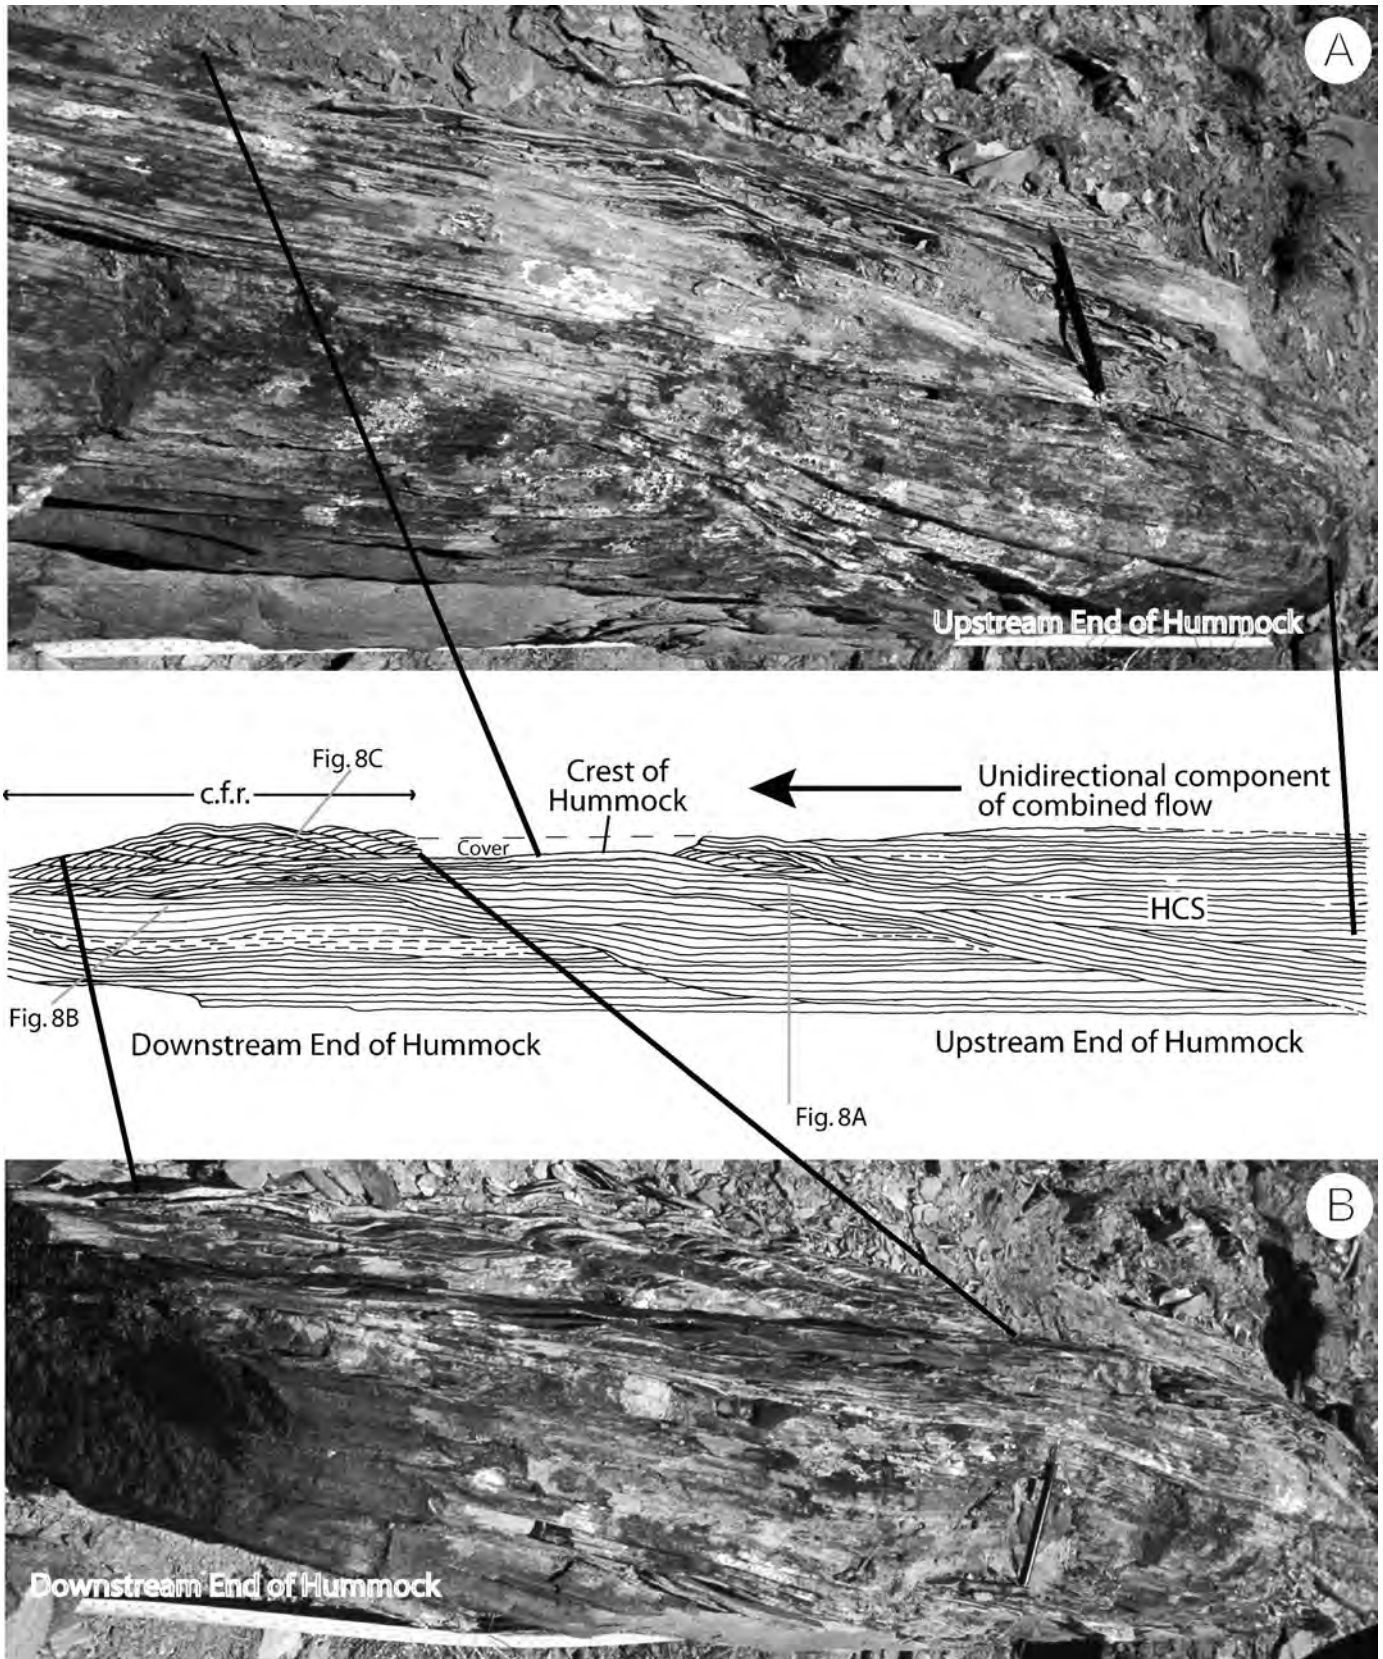 A
Upstream End of Hummock
Fig. 8C
c.f.r.
Crest of
Hummock
Unidirectional component
of combined flow
Cover
HCS
Fig. 8B
Downstream End of Hummock
Upstream End of Hummock
Fig. 8A
B
Downstream End of Hummock